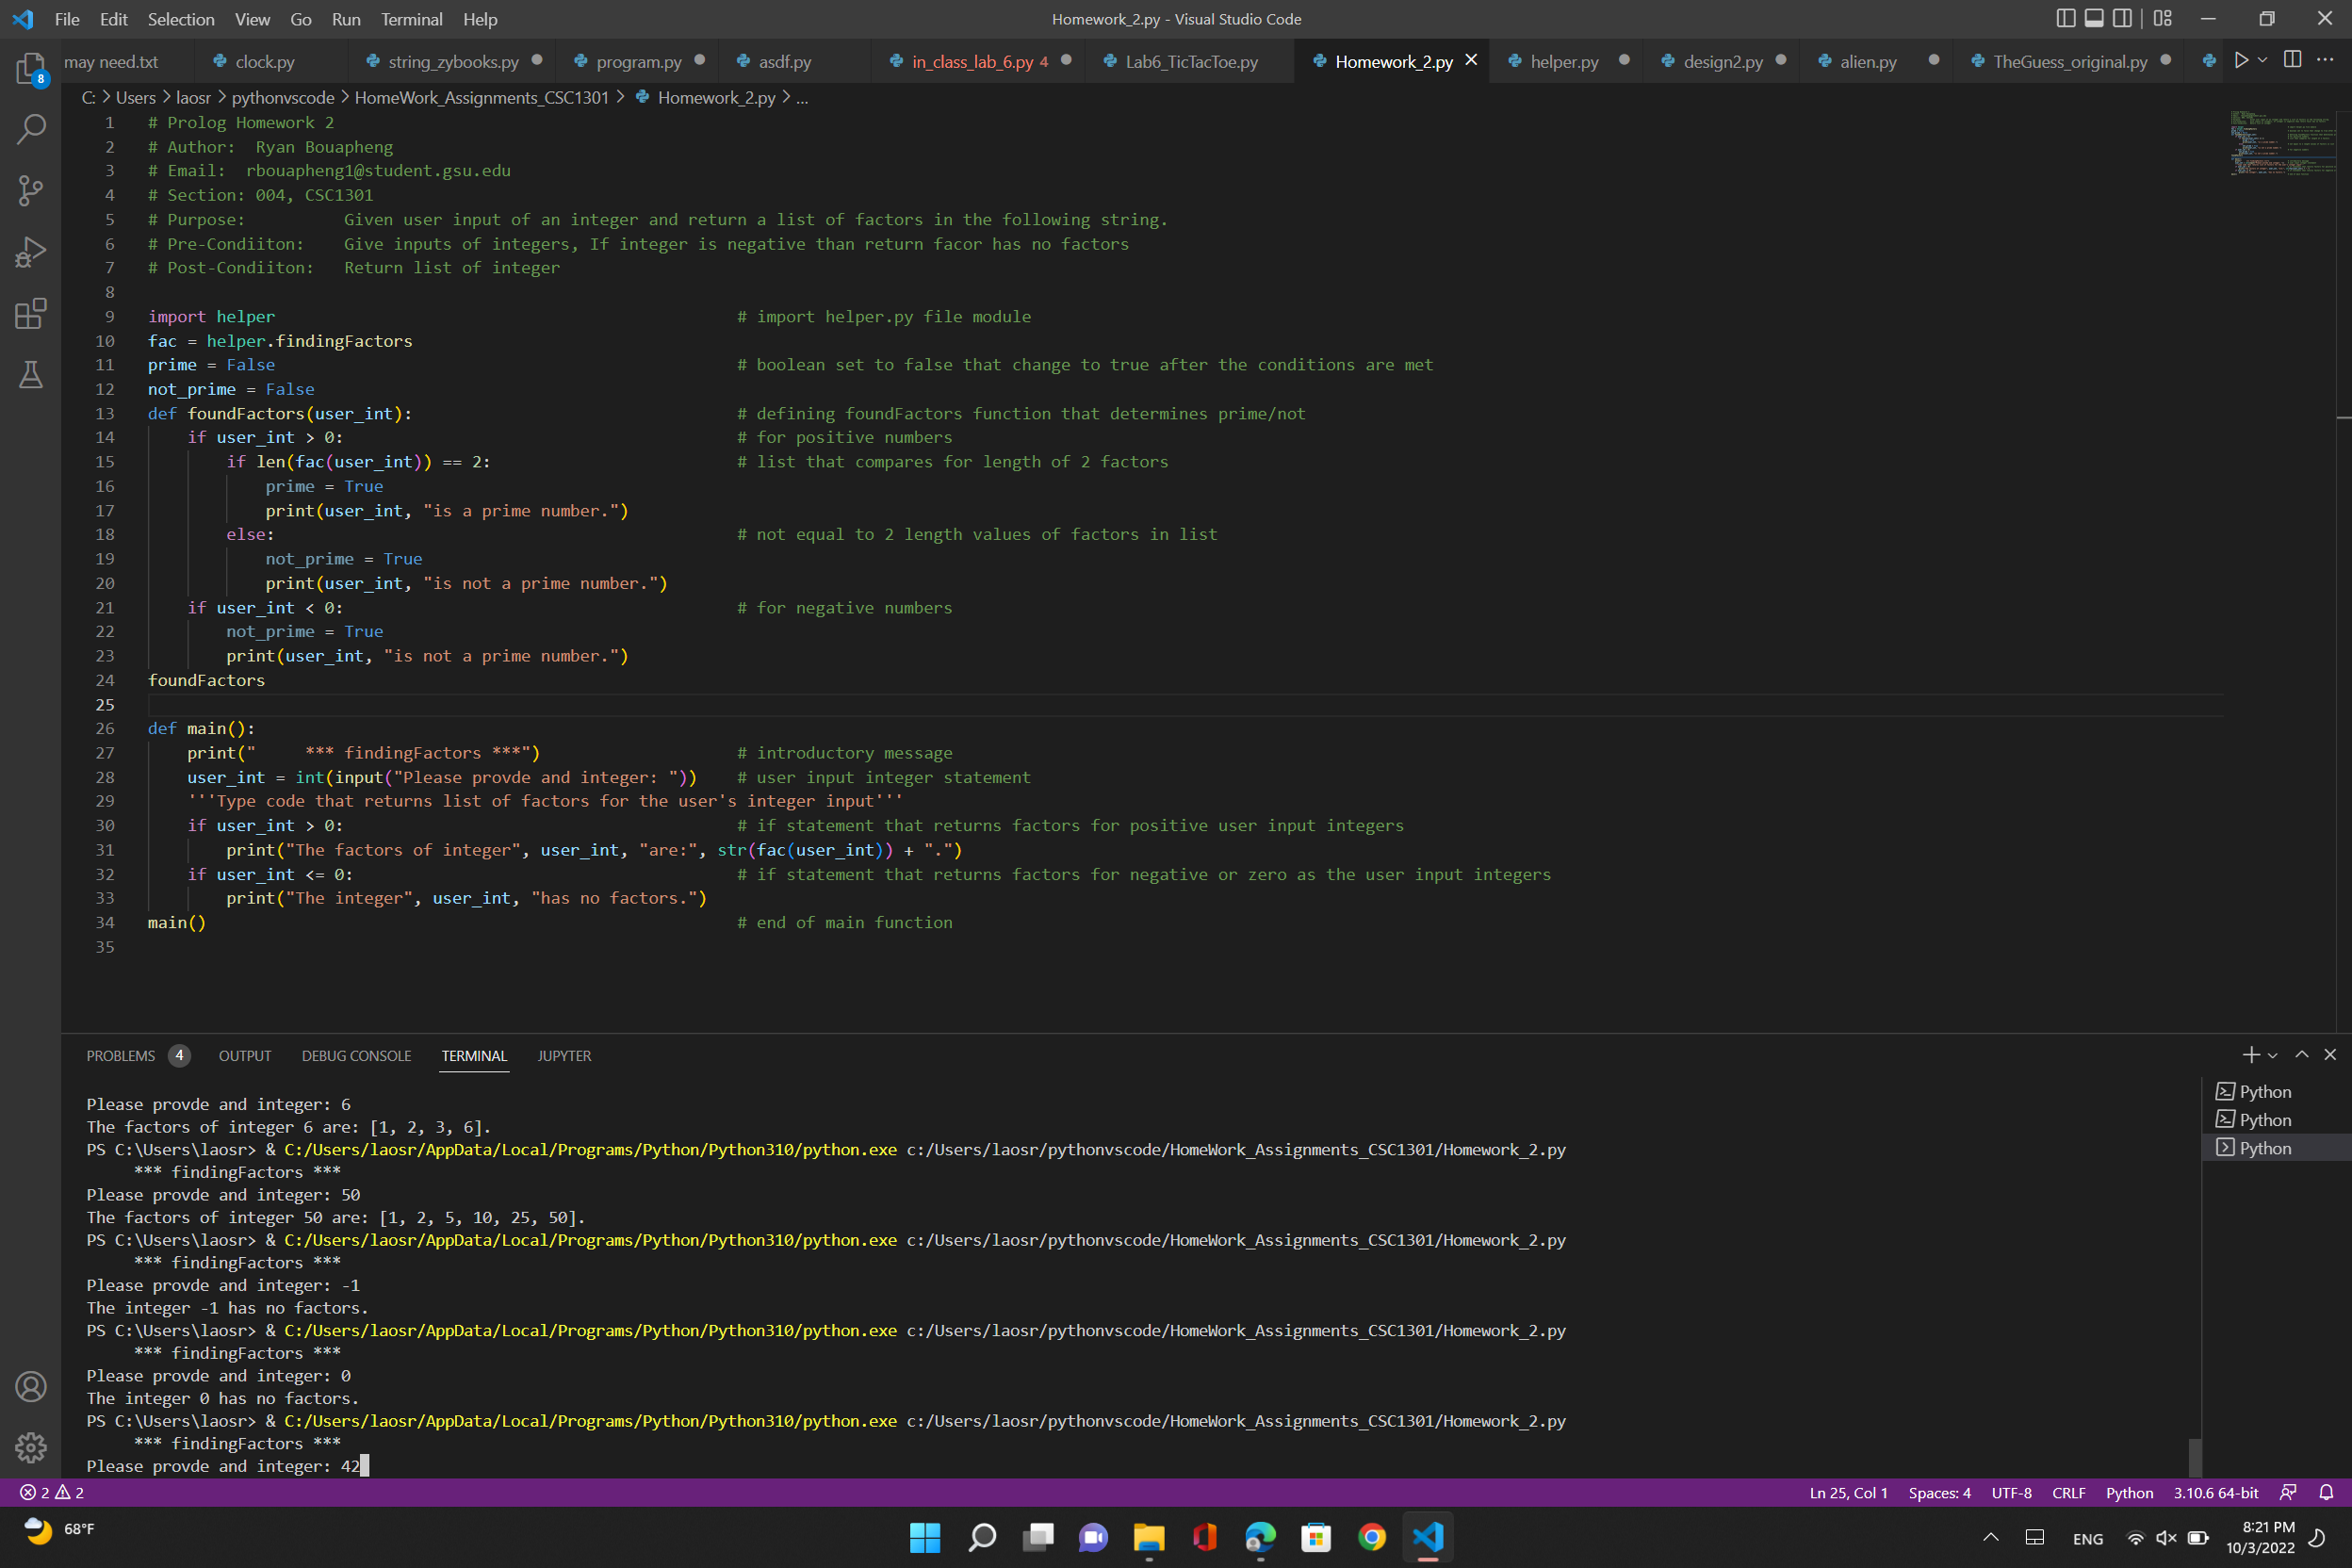 File Edit Selection View Go Run Terminal Help
Homework_2.py - Visual Studio Code
8
may need.txt clock.py string_zybooks.py program.py asdf.py in_class_lab_6.py 4 Lab6_TicTacToe.py Homework_2.py helper.py design2.py alien.py TheGuess_original.py
C: > Users > laosr > pythonvscode > HomeWork_Assignments_CSC1301 > Homework_2.py > ...
1 # Prolog Homework 2
2 # Author:  Ryan Bouapheng
3 # Email:  rbouapheng1@student.gsu.edu
4 # Section: 004, CSC1301
5 # Purpose:          Given user input of an integer and return a list of factors in the following string.
6 # Pre-Condiiton:    Give inputs of integers, If integer is negative than return facor has no factors
7 # Post-Condiiton:   Return list of integer
8
9 import helper # import helper.py file module
10 fac = helper.findingFactors
11 prime = False # boolean set to false that change to true after the conditions are met
12 not_prime = False
13 def foundFactors(user_int): # defining foundFactors function that determines prime/not
14     if user_int > 0: # for positive numbers
15         if len(fac(user_int)) == 2: # list that compares for length of 2 factors
16             prime = True
17             print(user_int, "is a prime number.")
18         else: # not equal to 2 length values of factors in list
19             not_prime = True
20             print(user_int, "is not a prime number.")
21     if user_int < 0: # for negative numbers
22         not_prime = True
23         print(user_int, "is not a prime number.")
24 foundFactors
25
26 def main():
27     print("     *** findingFactors ***") # introductory message
28     user_int = int(input("Please provde and integer: ")) # user input integer statement
29     '''Type code that returns list of factors for the user's integer input'''
30     if user_int > 0: # if statement that returns factors for positive user input integers
31         print("The factors of integer", user_int, "are:", str(fac(user_int)) + ".")
32     if user_int <= 0: # if statement that returns factors for negative or zero as the user input integers
33         print("The integer", user_int, "has no factors.")
34 main() # end of main function
35
PROBLEMS 4 OUTPUT DEBUG CONSOLE TERMINAL JUPYTER
Python
Python
Python
Please provde and integer: 6
The factors of integer 6 are: [1, 2, 3, 6].
PS C:\Users\laosr> & C:/Users/laosr/AppData/Local/Programs/Python/Python310/python.exe c:/Users/laosr/pythonvscode/HomeWork_Assignments_CSC1301/Homework_2.py
     *** findingFactors ***
Please provde and integer: 50
The factors of integer 50 are: [1, 2, 5, 10, 25, 50].
PS C:\Users\laosr> & C:/Users/laosr/AppData/Local/Programs/Python/Python310/python.exe c:/Users/laosr/pythonvscode/HomeWork_Assignments_CSC1301/Homework_2.py
     *** findingFactors ***
Please provde and integer: -1
The integer -1 has no factors.
PS C:\Users\laosr> & C:/Users/laosr/AppData/Local/Programs/Python/Python310/python.exe c:/Users/laosr/pythonvscode/HomeWork_Assignments_CSC1301/Homework_2.py
     *** findingFactors ***
Please provde and integer: 0
The integer 0 has no factors.
PS C:\Users\laosr> & C:/Users/laosr/AppData/Local/Programs/Python/Python310/python.exe c:/Users/laosr/pythonvscode/HomeWork_Assignments_CSC1301/Homework_2.py
     *** findingFactors ***
Please provde and integer: 42
2 2 Ln 25, Col 1 Spaces: 4 UTF-8 CRLF Python 3.10.6 64-bit
68°F ENG 8:21 PM
10/3/2022